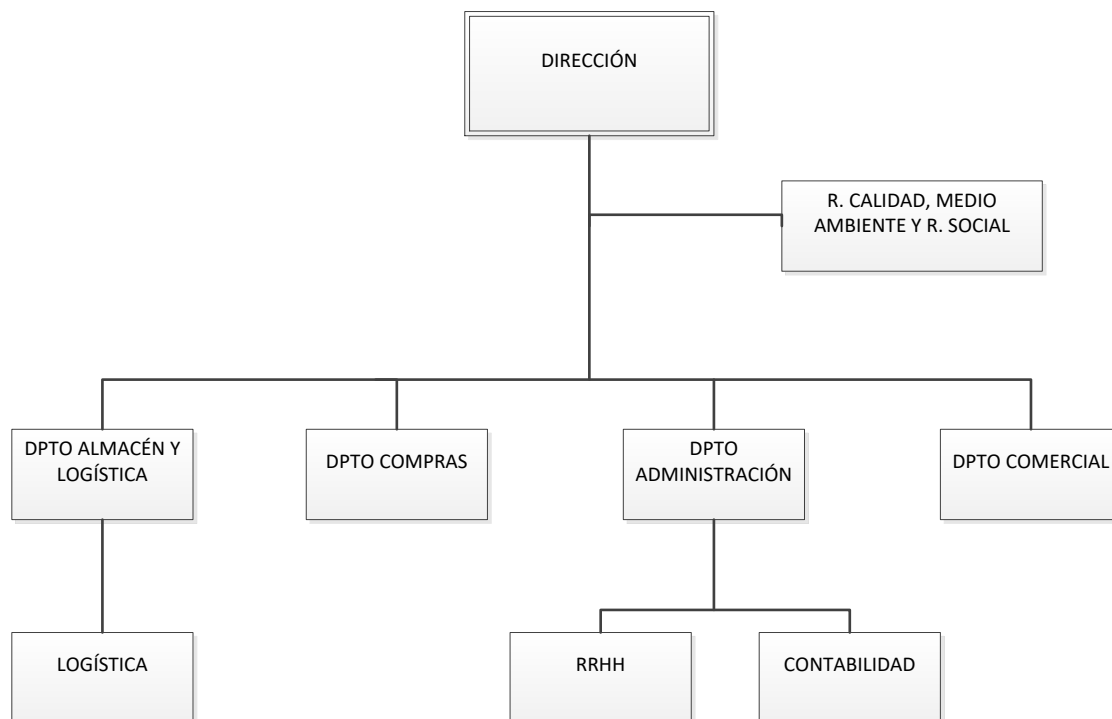 DIRECCIÓN
R. CALIDAD, MEDIO
AMBIENTE Y R. SOCIAL
DPTO ALMACÉN Y
LOGÍSTICA
DPTO COMPRAS
DPTO
ADMINISTRACIÓN
DPTO COMERCIAL
LOGÍSTICA
RRHH
CONTABILIDAD